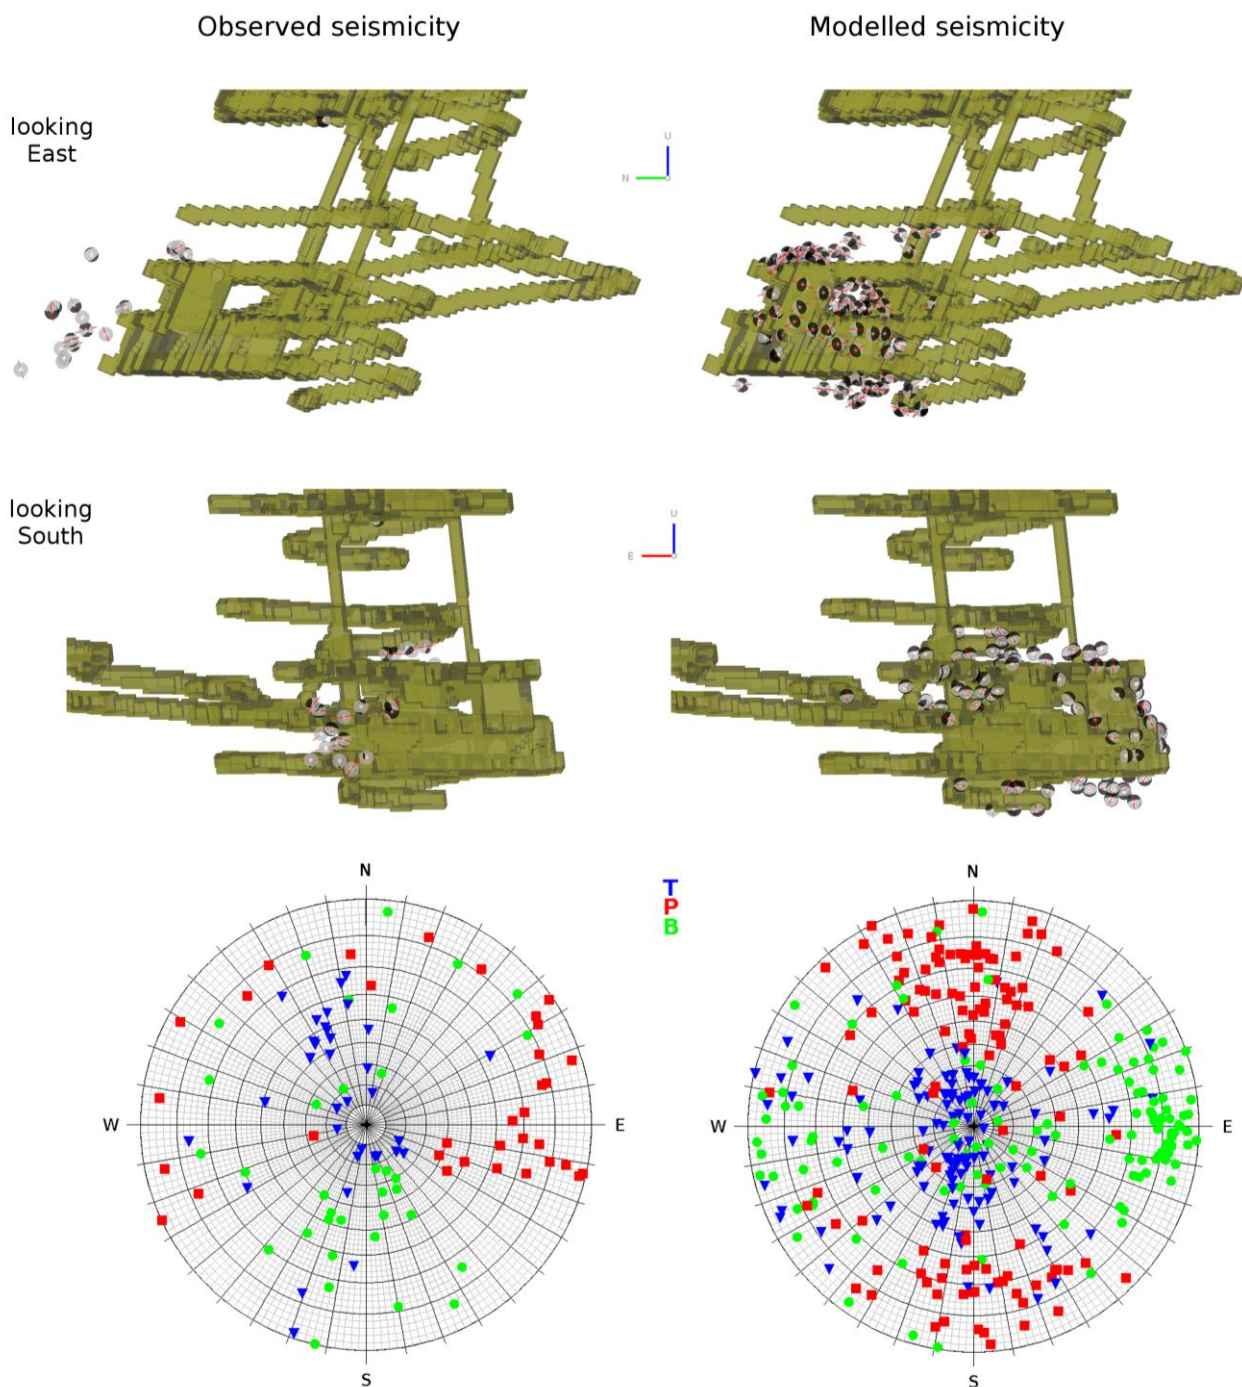 Observed seismicity
Modelled seismicity
looking
East
U
N
looking
South
U
E
N
T
P
B
N
W
E
W
E
S
S